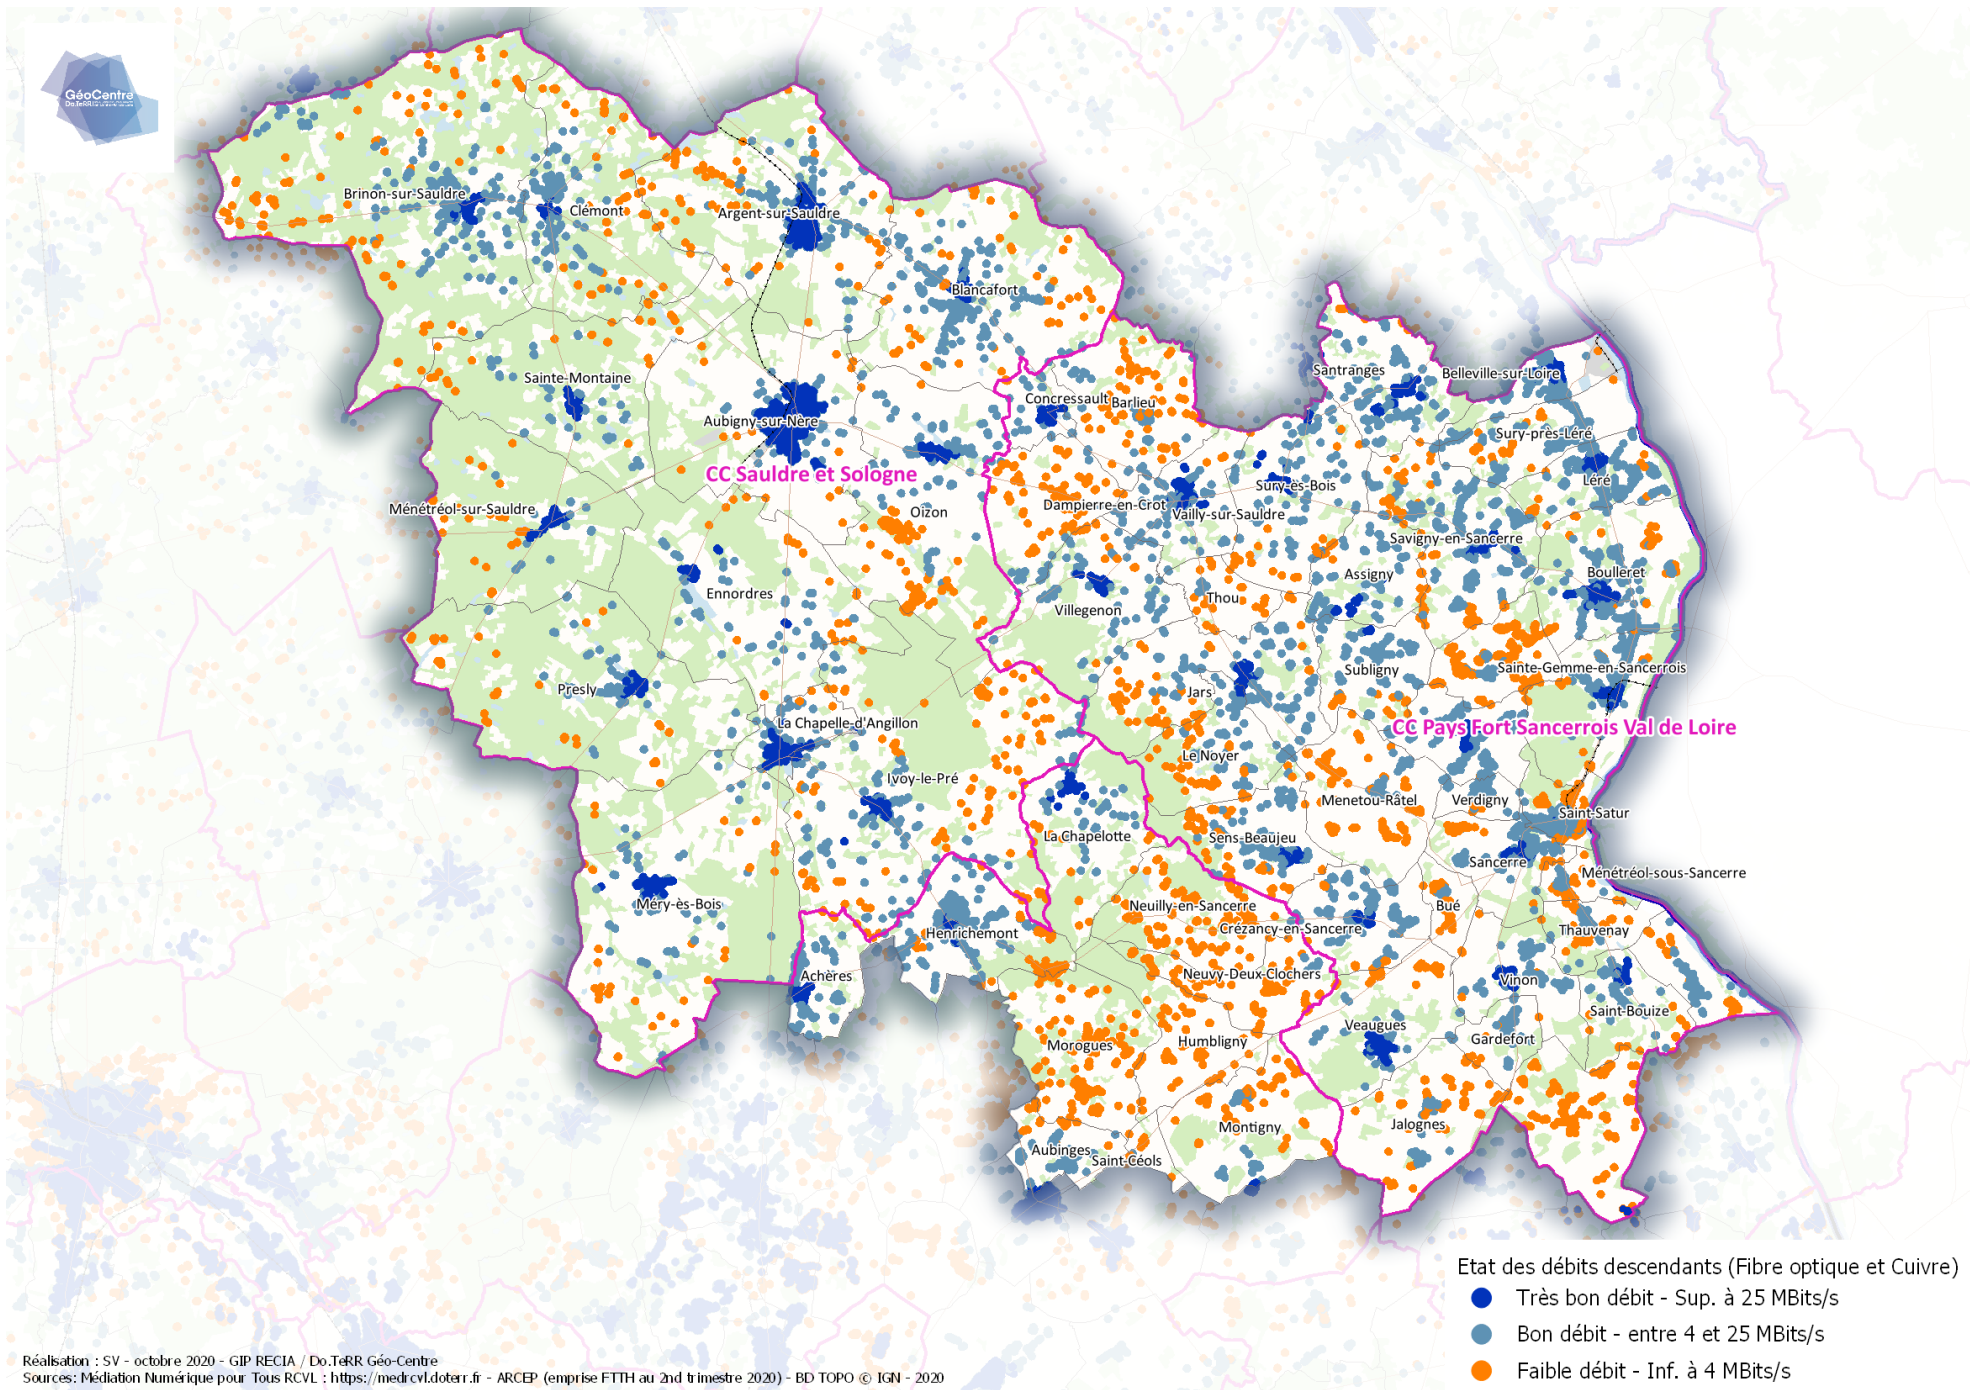 GéoCentre
Brinon-sur-Sauldre
Clémont
Argent-sur-Sauldre
Blancafort
Sainte-Montaine
Aubigny-sur-Nère
CC Sauldre et Sologne
Concressault
Barlieu
Santranges
Belleville-sur-Loire
Sury-près-Léré
Léré
Ménétréol-sur-Sauldre
Oizon
Dampierre-en-Crot
Vailly-sur-Sauldre
Sury-ès-Bois
Savigny-en-Sancerre
Boulleret
Assigny
Ennordres
Villegenon
Thou
Subligny
Sainte-Gemme-en-Sancerrois
Presly
Jars
La Chapelle-d'Angillon
CC Pays Fort Sancerrois Val de Loire
Ivoy-le-Pré
Le Noyer
Menetou-Râtel
Verdigny
Saint-Satur
La Chapelotte
Sens-Beaujeu
Sancerre
Ménétréol-sous-Sancerre
Méry-ès-Bois
Neuilly-en-Sancerre
Bué
Henrichemont
Crézancy-en-Sancerre
Thauvenay
Achères
Neuvy-Deux-Clochers
Vinon
Saint-Bouize
Veaugues
Morogues
Humbligny
Gardefort
Montigny
Jalognes
Aubinges
Saint-Céols
Etat des débits descendants (Fibre optique et Cuivre)
Très bon débit - Sup. à 25 MBits/s
Bon débit - entre 4 et 25 MBits/s
Faible débit - Inf. à 4 MBits/s
Réalisation : SV - octobre 2020 - GIP RECIA / Do.TeRR Géo-Centre
Sources: Médiation Numérique pour Tous RCVL : https://medrcvl.doterr.fr - ARCEP (emprise FTTH au 2nd trimestre 2020) - BD TOPO © IGN - 2020